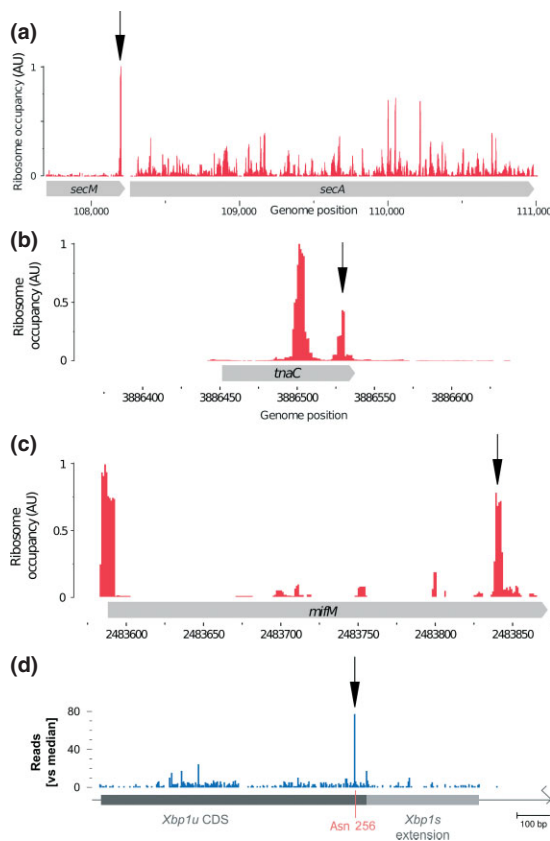 (a)
Ribosome occupancy (AU)
1
0.5
0
secM
secA
108,000
109,000
110,000
111,000
Genome position
(b)
Ribosome
occupancy (AU)
1
0.5
0
tnaC
3886400
3886450
3886500
3886550
3886600
Genome position
(c)
Ribosome
occupancy (AU)
1
0.5
0
mifM
2483600
2483650
2483700
2483750
2483800
2483850
(d)
Reads
[vs median]
80
40
0
Xbp1u CDS
Asn 256
Xbp1s
extension
100 bp